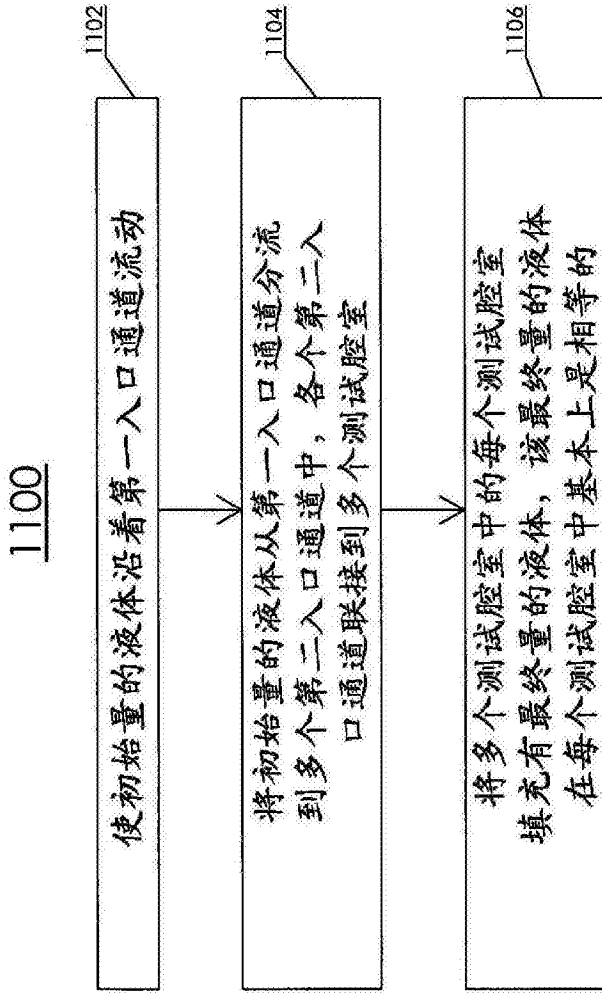 1100
1102
使初始量的液体沿着第一入口通道流动
1104
将初始量的液体从第一入口通道分流
到多个第二入口通道中，各个第二入
口通道联接到多个测试腔室
1106
将多个测试腔室中的每个测试腔室
填充有最终量的液体，该最终量的液体
在每个测试腔室中基本上是相等的